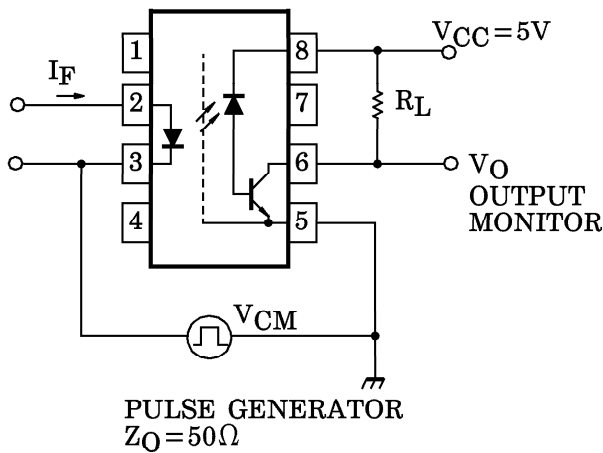 V_CC = 5V
1
8
I_F
2
7
R_L
3
6
V_O
OUTPUT
MONITOR
4
5
V_CM
PULSE GENERATOR
Z_O = 50Ω